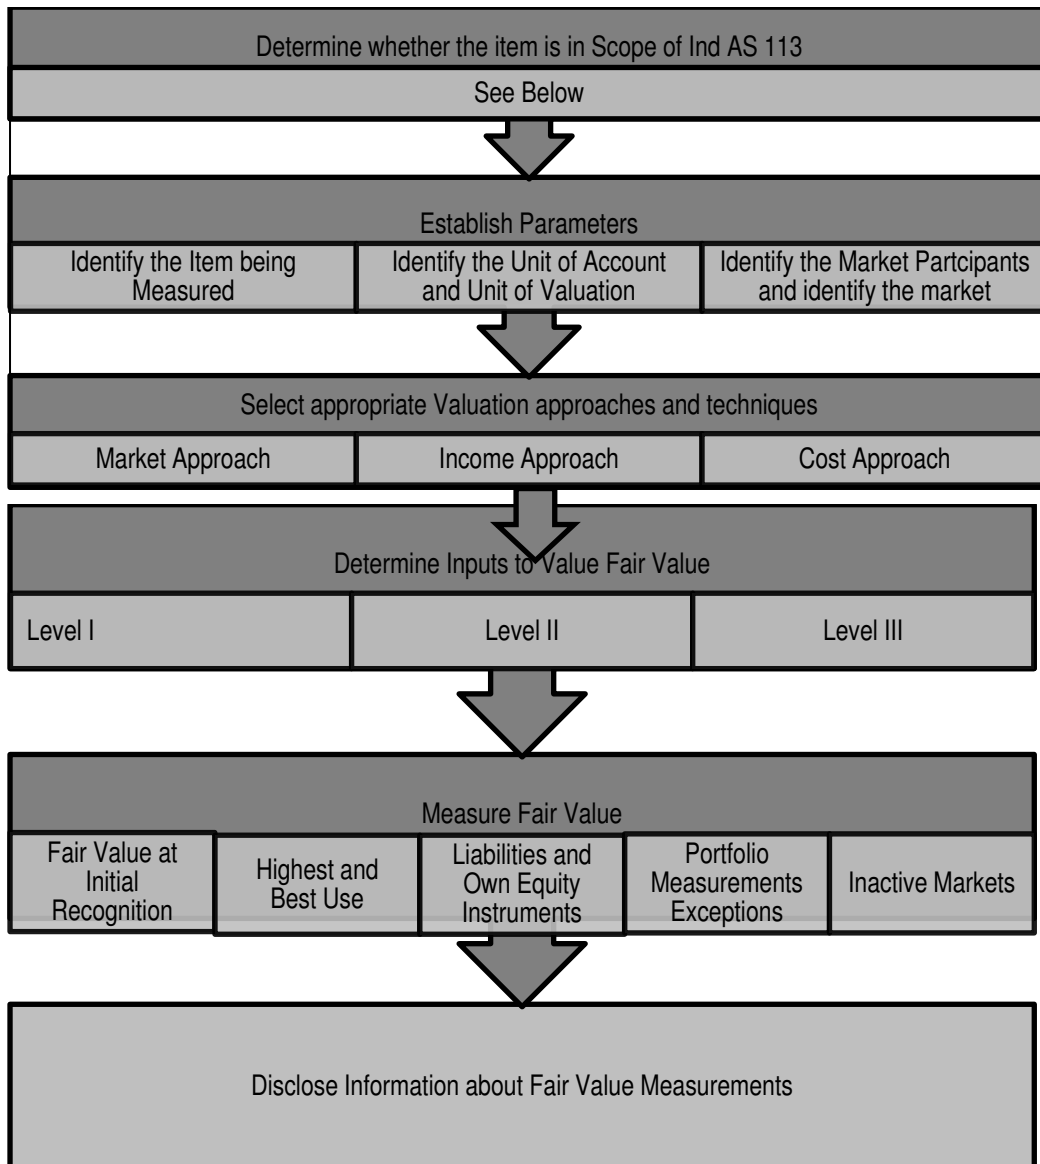 Determine whether the item is in Scope of Ind AS 113
See Below
Establish Parameters
Identify the Item being
Measured
Identify the Unit of Account
and Unit of Valuation
Identify the Market Partcipants
and identify the market
Select appropriate Valuation approaches and techniques
Market Approach
Income Approach
Cost Approach
Determine Inputs to Value Fair Value
Level I
Level II
Level III
Measure Fair Value
Fair Value at
Initial
Recognition
Highest and
Best Use
Liabilities and
Own Equity
Instruments
Portfolio
Measurements
Exceptions
Inactive Markets
Disclose Information about Fair Value Measurements